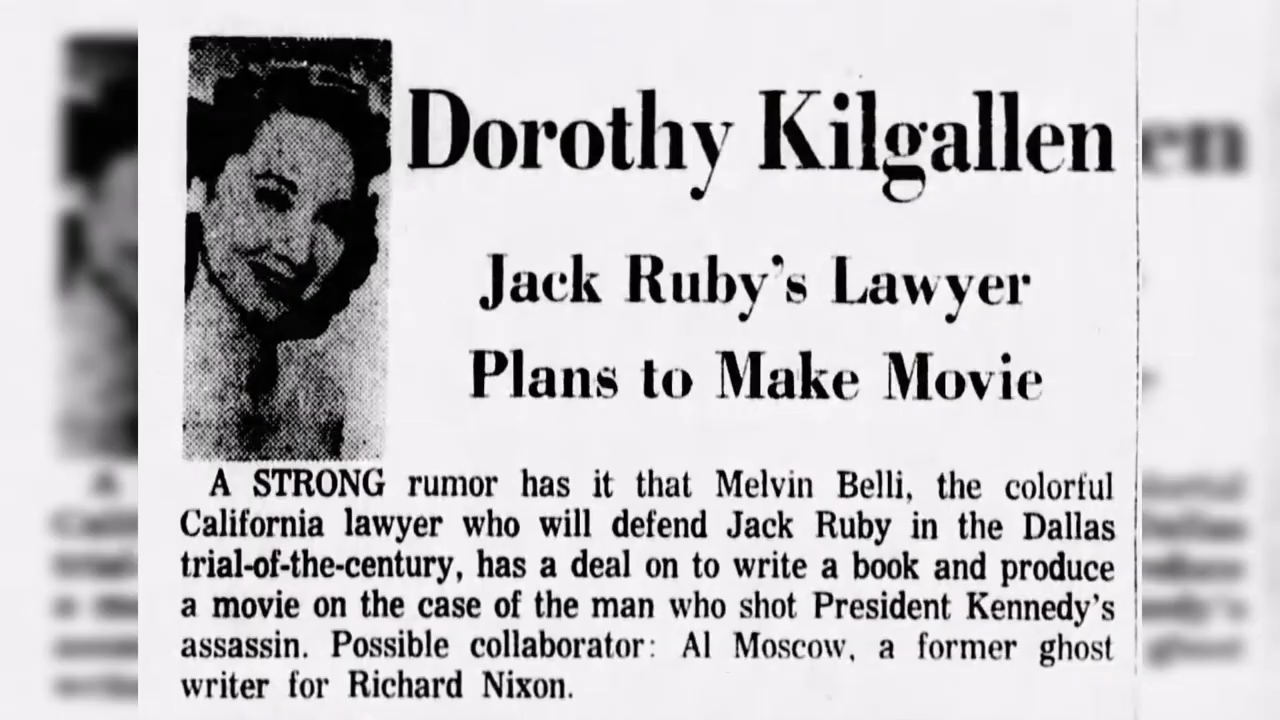 Dorothy Kilgallen
Jack Ruby's Lawyer
Plans to Make Movie
A STRONG rumor has it that Melvin Belli, the colorful
California lawyer who will defend Jack Ruby in the Dallas
trial-of-the-century, has a deal on to write a book and produce
a movie on the case of the man who shot President Kennedy's
assassin. Possible collaborator: Al Moscow, a former ghost
writer for Richard Nixon.